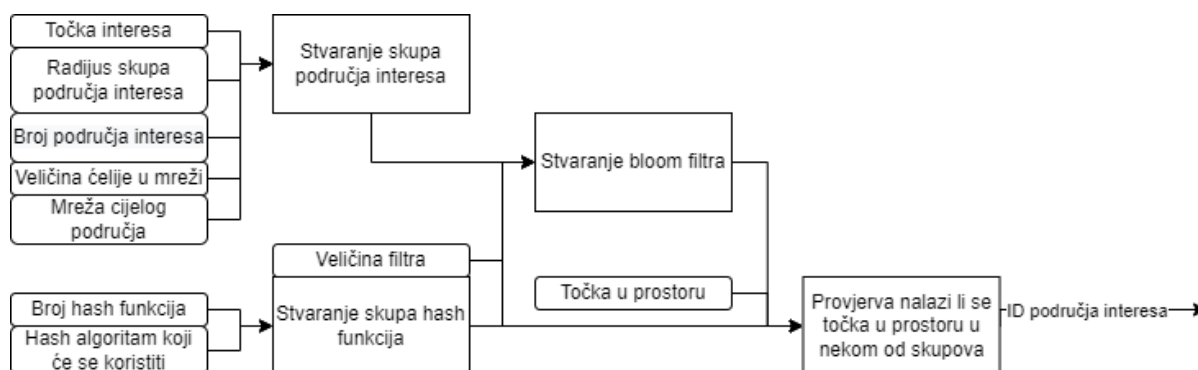 Točka interesa
Radijus skupa
područja interesa
Broj područja interesa
Veličina ćelije u mreži
Mreža cijelog
područja
Stvaranje skupa
područja interesa
Stvaranje bloom filtra
Veličina filtra
Broj hash funkcija
Hash algoritam koji
će se koristiti
Stvaranje skupa hash
funkcija
Točka u prostoru
Provjerva nalazi li se
točka u prostoru u
nekom od skupova
ID područja interesa